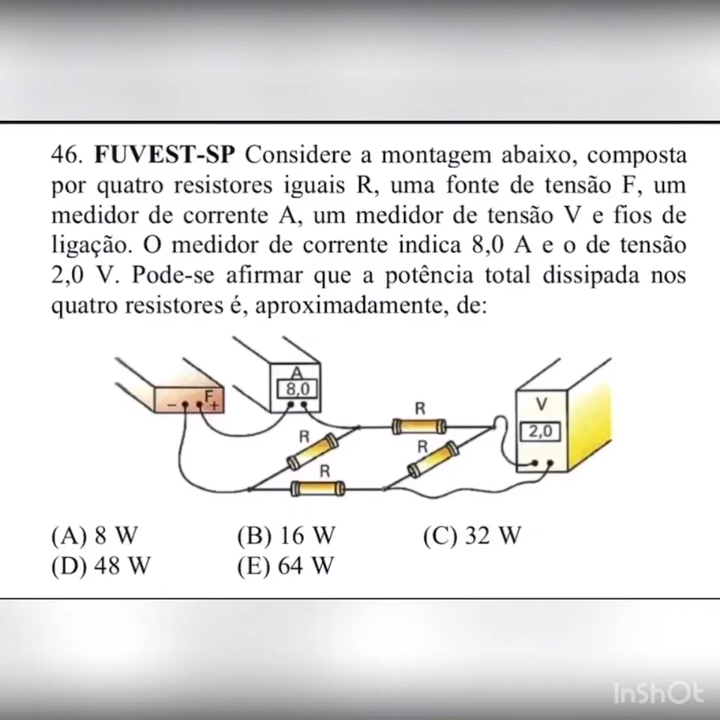 46. FUVEST-SP Considere a montagem abaixo, composta
por quatro resistores iguais R, uma fonte de tensão F, um
medidor de corrente A, um medidor de tensão V e fios de
ligação. O medidor de corrente indica 8,0 A e o de tensão
2,0 V. Pode-se afirmar que a potência total dissipada nos
quatro resistores é, aproximadamente, de:
A
8,0
F
– +
R
V
2,0
R
R
R
(A) 8 W (B) 16 W (C) 32 W
(D) 48 W (E) 64 W
InShOt